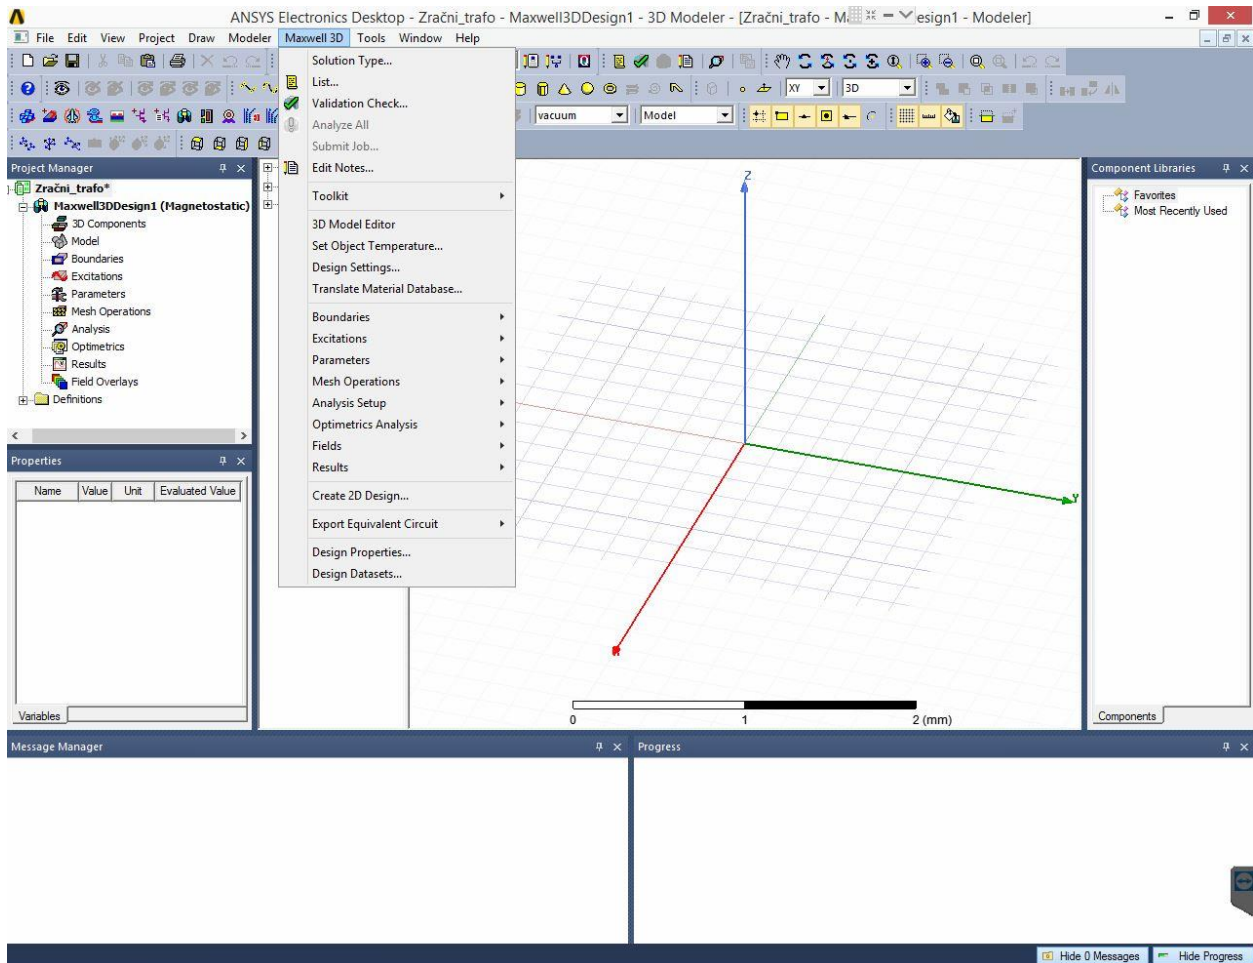 ANSYS Electronics Desktop - Zračni_trafo - Maxwell3DDesign1 - 3D Modeler - [Zračni_trafo - M esign1 - Modeler]
File Edit View Project Draw Modeler Maxwell 3D Tools Window Help
vacuum Model XY 3D
Solution Type...
List...
Validation Check...
Analyze All
Submit Job...
Edit Notes...
Toolkit
3D Model Editor
Set Object Temperature...
Design Settings...
Translate Material Database...
Boundaries
Excitations
Parameters
Mesh Operations
Analysis Setup
Optimetrics Analysis
Fields
Results
Create 2D Design...
Export Equivalent Circuit
Design Properties...
Design Datasets...
Project Manager
Zračni_trafo*
Maxwell3DDesign1 (Magnetostatic)
3D Components
Model
Boundaries
Excitations
Parameters
Mesh Operations
Analysis
Optimetrics
Results
Field Overlays
Definitions
Properties
Name Value Unit Evaluated Value
Variables
Z
Y
0 1 2 (mm)
Component Libraries
Favorites
Most Recently Used
Components
Message Manager
Progress
Hide 0 Messages Hide Progress